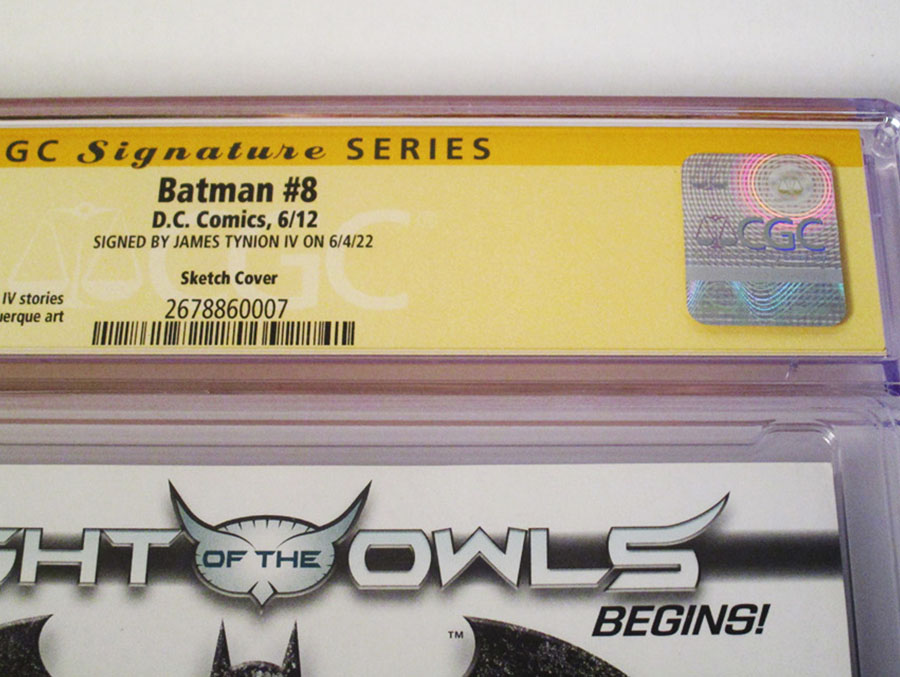 GC Signature SERIES
Batman #8
D.C. Comics, 6/12
SIGNED BY JAMES TYNION IV ON 6/4/22
Sketch Cover
IV stories
uerque art
2678860007
CGC
CGC
GHT OF THE OWLS
BEGINS!
TM